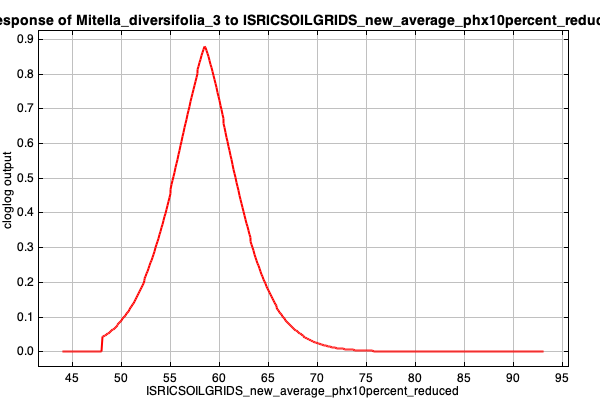 esponse of Mitella_diversifolia_3 to ISRICSOILGRIDS_new_average_phx10percent_reduc
0.9
0.8
0.7
0.6
0.5
0.4
0.3
0.2
0.1
0.0
cloglog output
45 50 55 60 65 70 75 80 85 90 95
ISRICSOILGRIDS_new_average_phx10percent_reduced